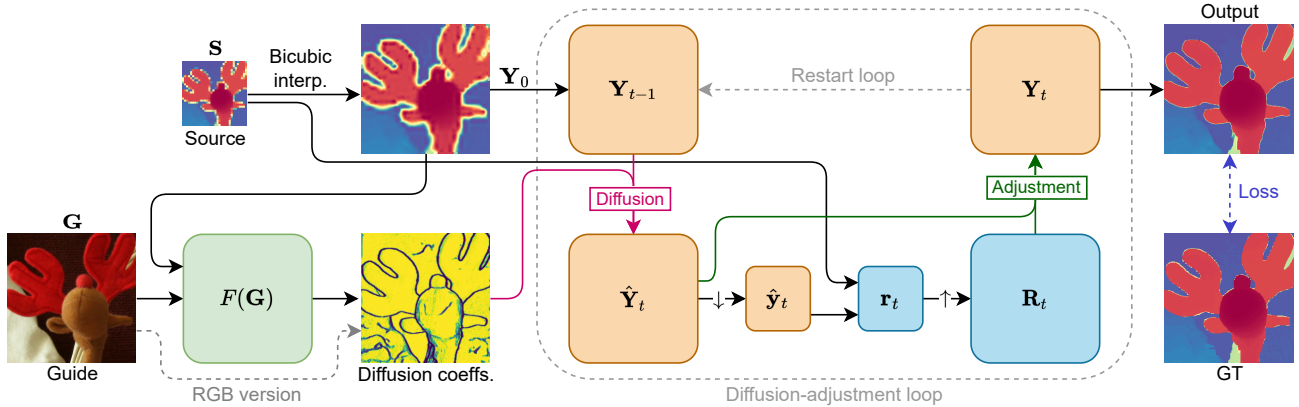 S
Bicubic
interp.
Source
Y₀
Yₜ₋₁
Restart loop
Yₜ
Output
Diffusion
Adjustment
Loss
G
Guide
F(G)
RGB version
Diffusion coeffs.
Ŷₜ
↓
ŷₜ
rₜ
↑
Rₜ
Diffusion-adjustment loop
GT